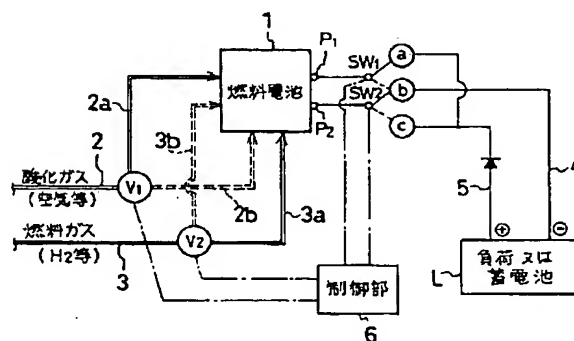 1
燃料電池
P1
P2
SW1
SW2
a
b
c
2a
3b
2
酸化ガス
(空気等)
V1
2b
3a
燃料ガス
(H2等)
3
V2
制御部
6
5
4
⊕
⊖
L
負荷又は
蓄電池